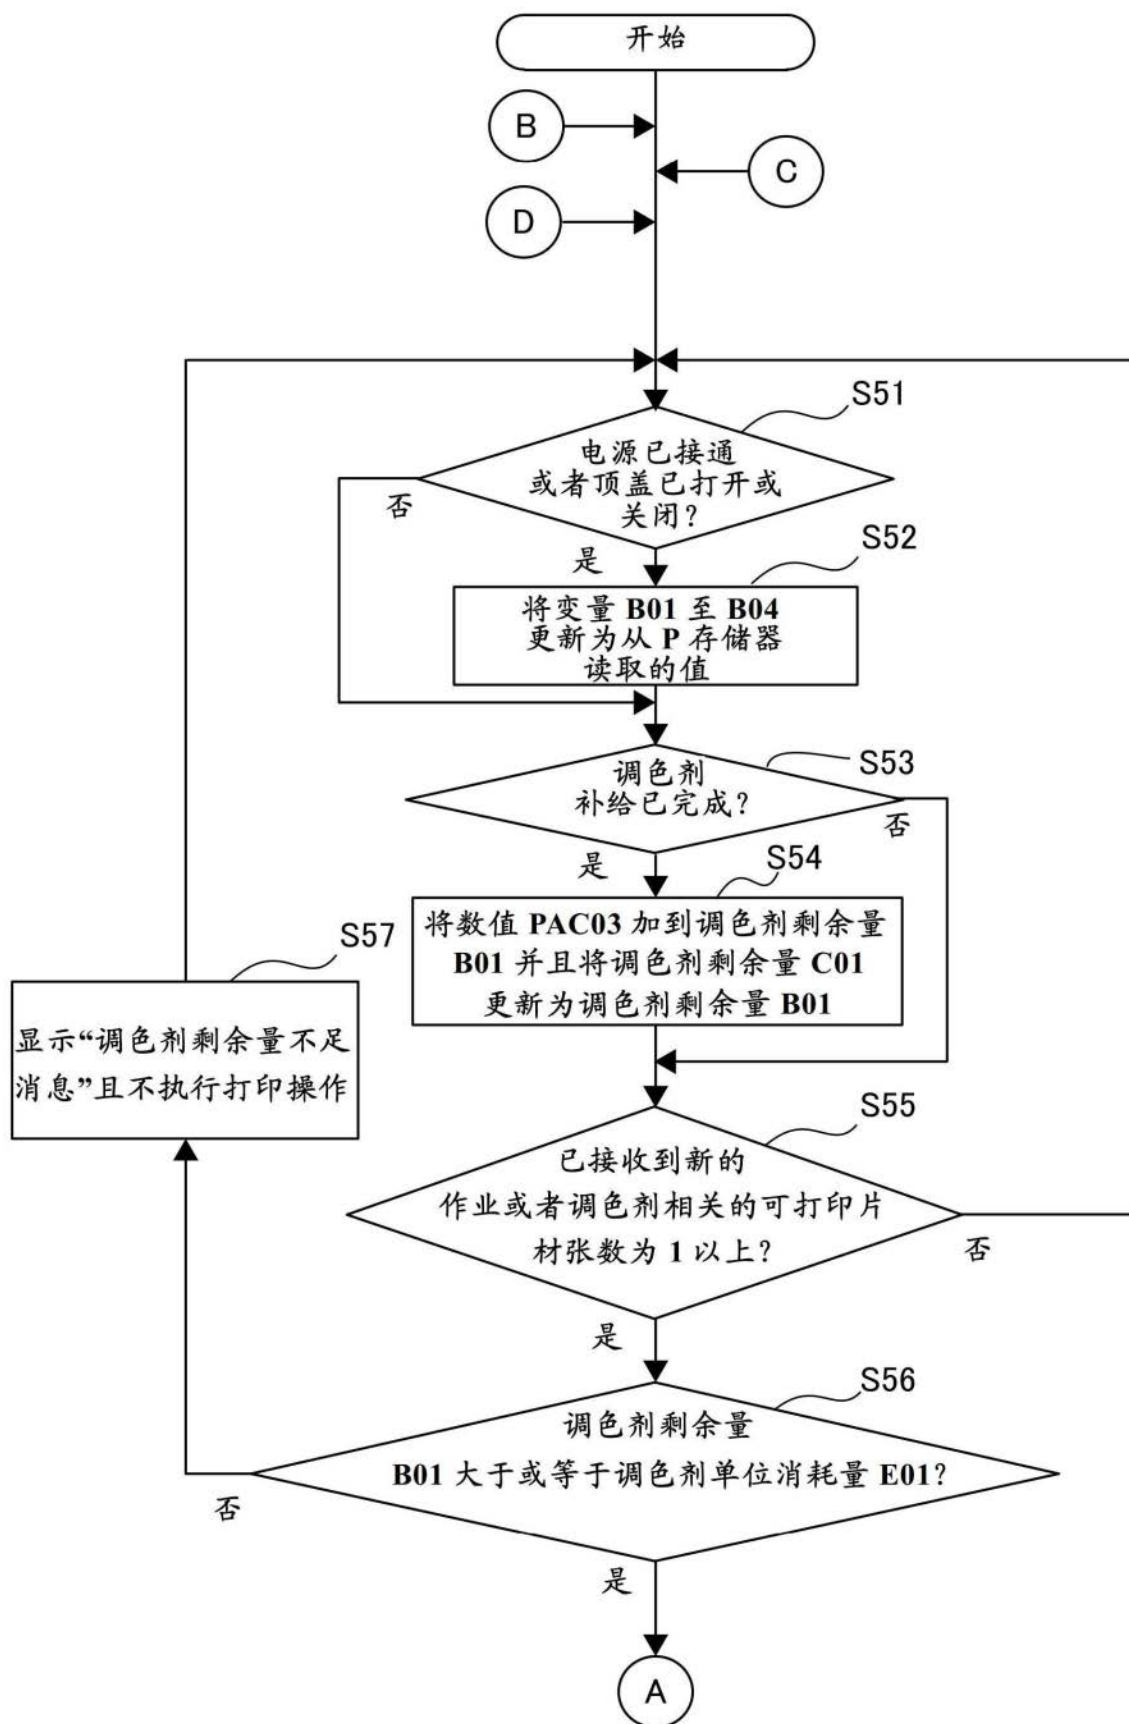 开始
B
C
D
S51
电源已接通
或者顶盖已打开或
关闭?
否
是
S52
将变量 B01 至 B04
更新为从 P 存储器
读取的值
S53
调色剂
补给已完成?
否
是
S54
将数值 PAC03 加到调色剂剩余量
B01 并且将调色剂剩余量 C01
更新为调色剂剩余量 B01
S57
显示“调色剂剩余量不足
消息”且不执行打印操作
S55
已接收到新的
作业或者调色剂相关的可打印片
材张数为 1 以上?
否
是
S56
调色剂剩余量
B01 大于或等于调色剂单位消耗量 E01?
否
是
A